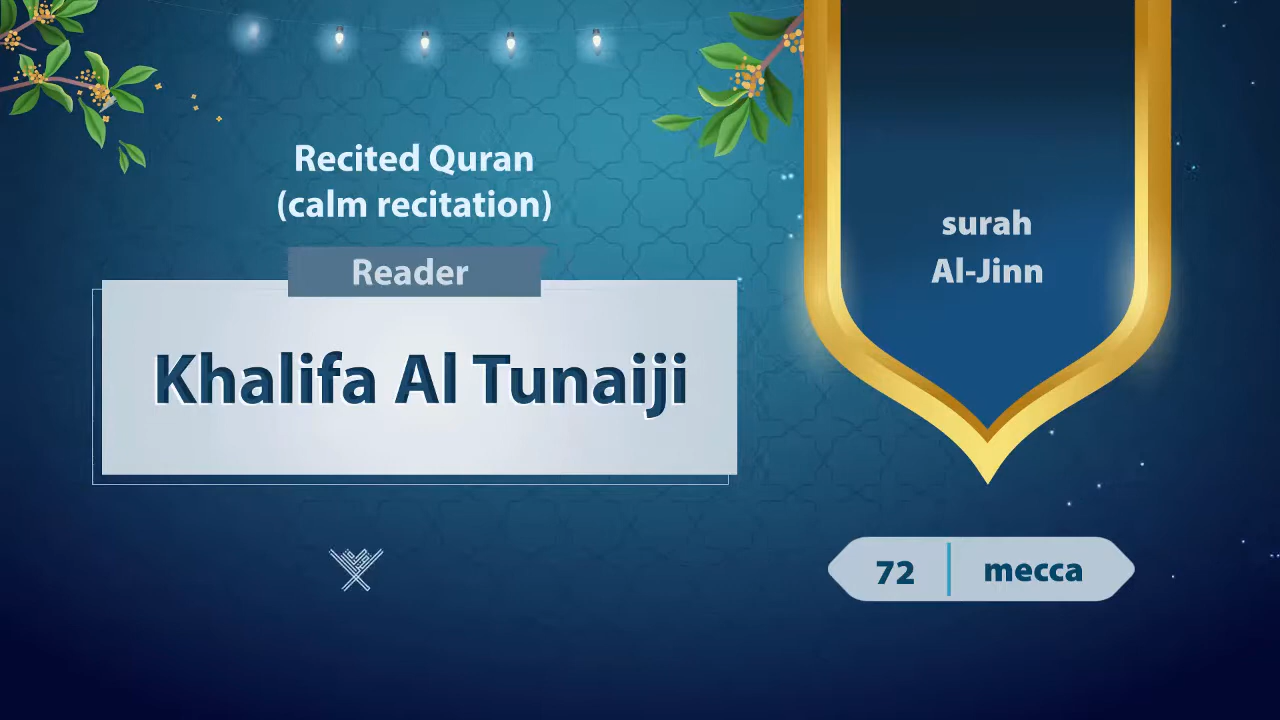 Recited Quran
(calm recitation)
Reader
Khalifa Al Tunaiji
surah
Al-Jinn
72
mecca